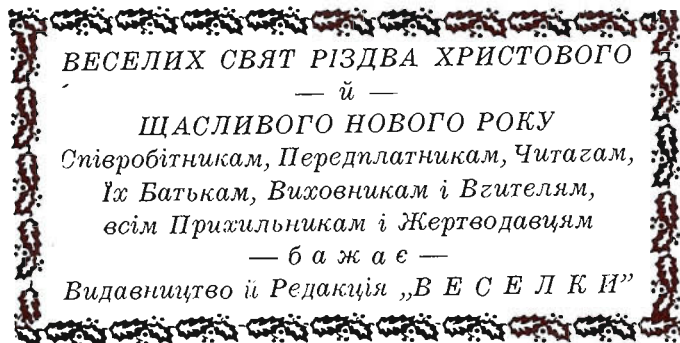 ВЕСЕЛИХ СВЯТ РІЗДВА ХРИСТОВОГО
— й —
ЩАСЛИВОГО НОВОГО РОКУ
Співробітникам, Передплатникам, Читачам,
Їх Батькам, Виховникам і Вчителям,
всім Прихильникам і Жертводавцям
— б а ж а є —
Видавництво й Редакція „В Е С Е Л К И”